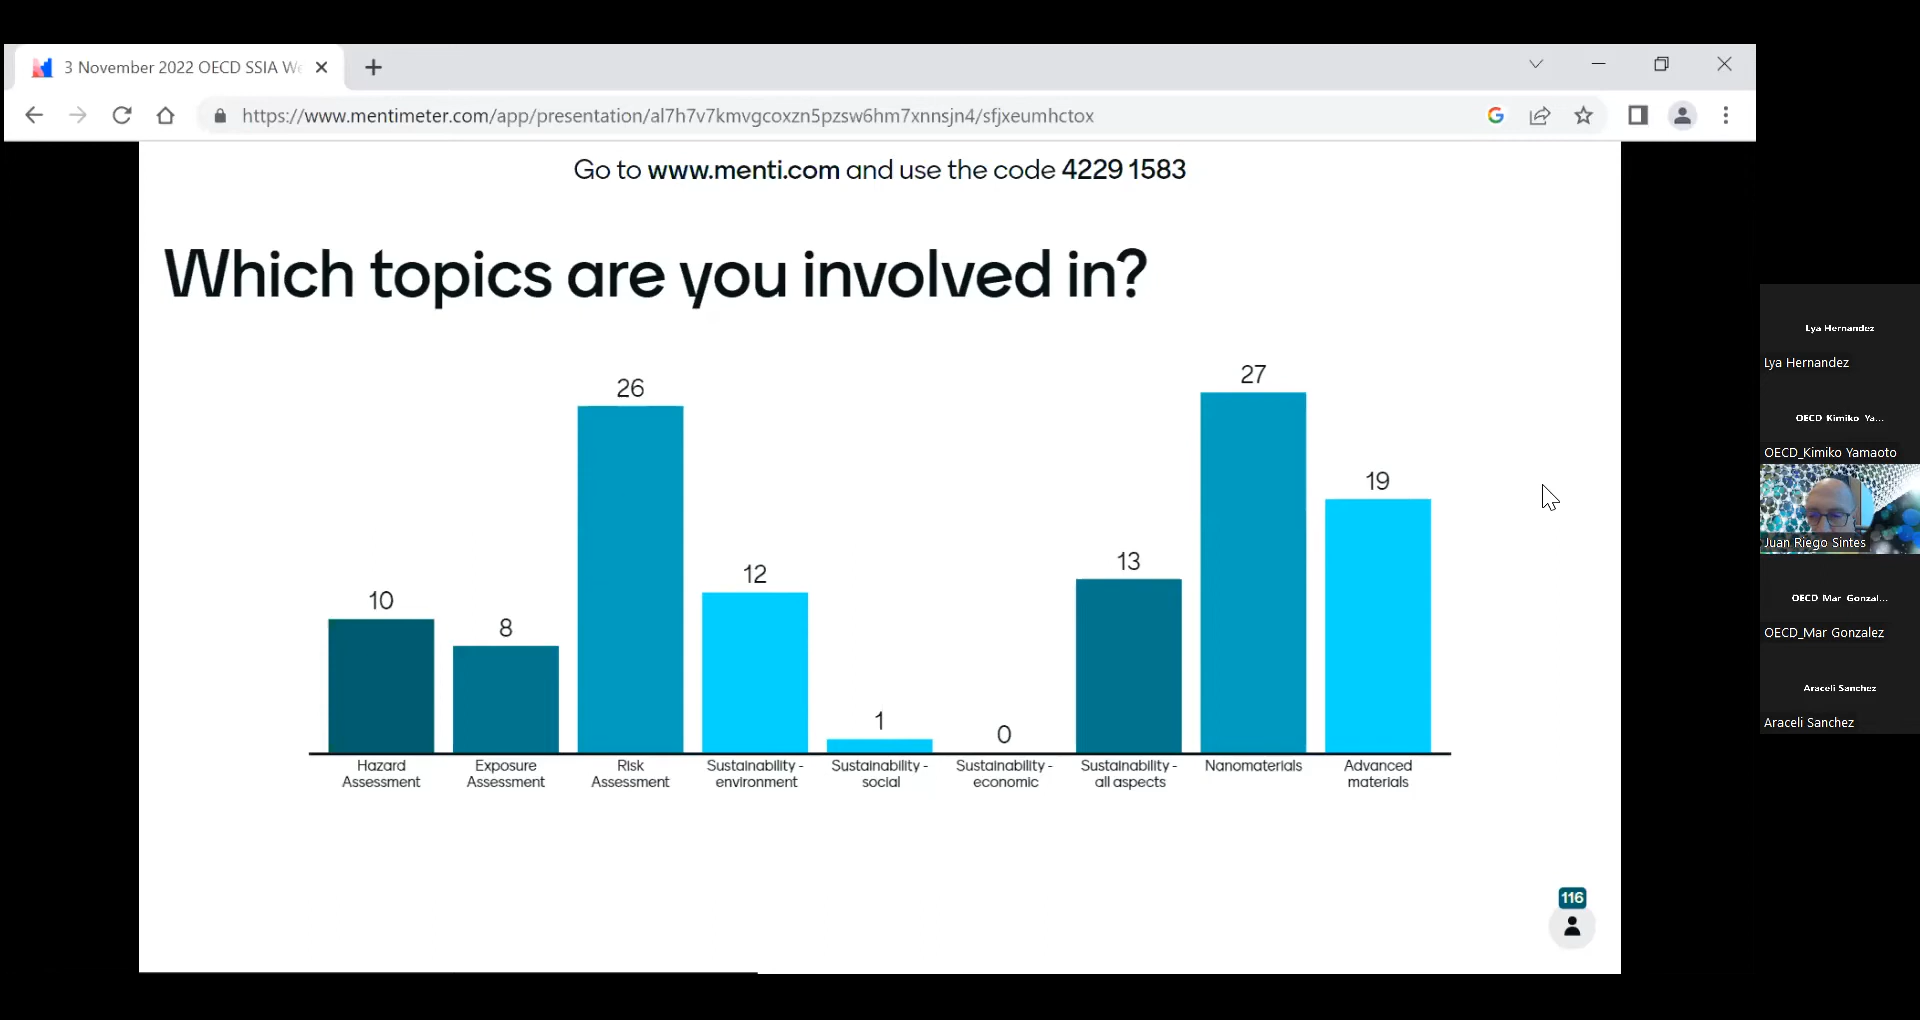 3 November 2022 OECD SSIA We
https://www.mentimeter.com/app/presentation/al7h7v7kmvgcoxzn5pzsw6hm7xnnsjn4/sfjxeumhctox
Go to www.menti.com and use the code 4229 1583
Which topics are you involved in?
10
8
26
12
1
0
13
27
19
Hazard
Assessment
Exposure
Assessment
Risk
Assessment
Sustainability -
environment
Sustainability -
social
Sustainability -
economic
Sustainability -
all aspects
Nanomaterials
Advanced
materials
116
Lya Hernandez
Lya Hernandez
OECD Kimiko Ya...
OECD_Kimiko Yamaoto
Juan Riego Sintes
OECD Mar Gonzal...
OECD_Mar Gonzalez
Araceli Sanchez
Araceli Sanchez